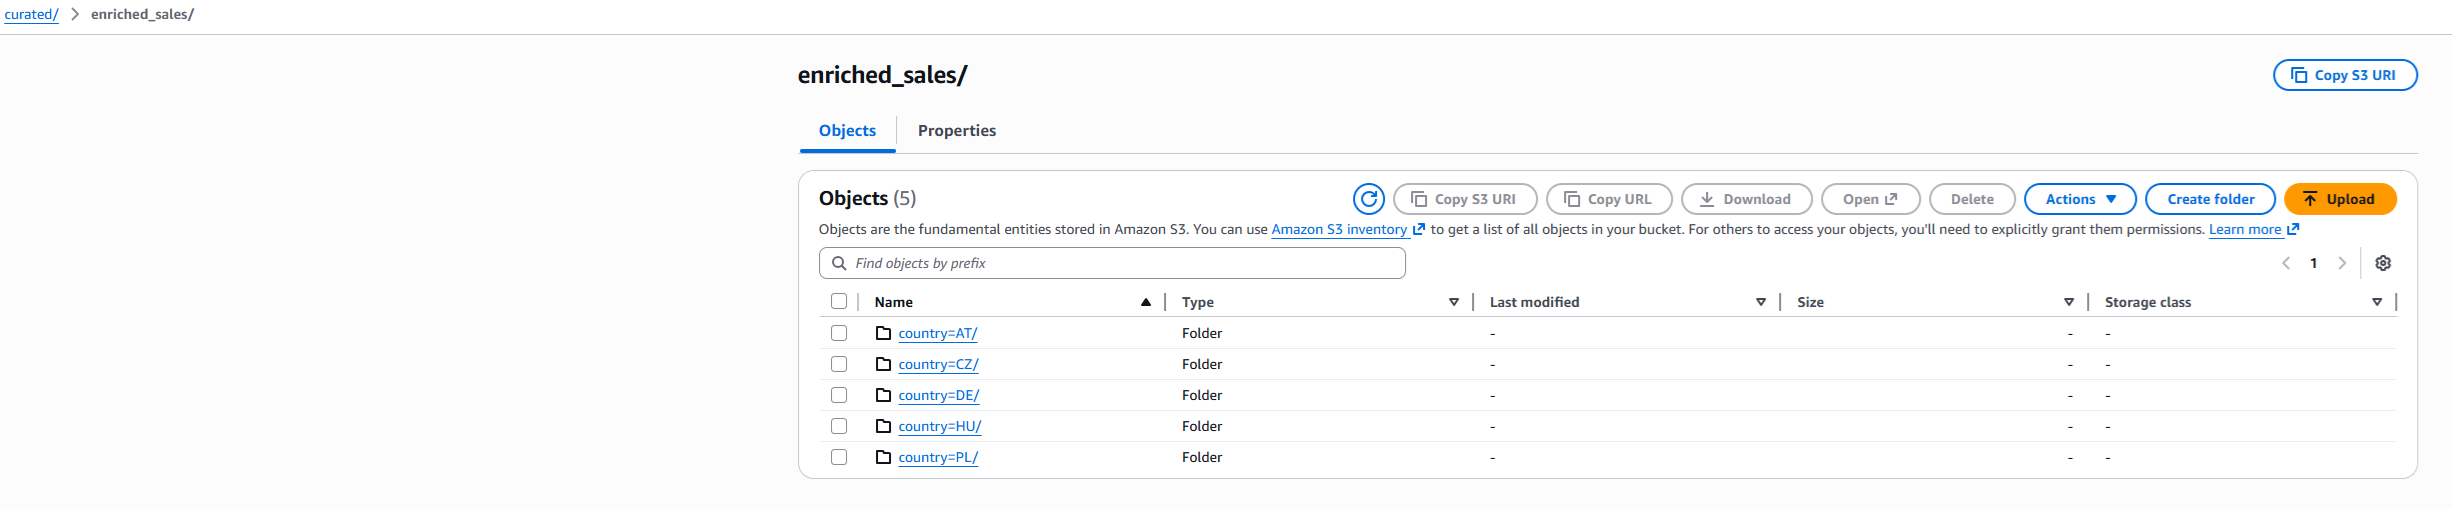 curated/ > enriched_sales/
enriched_sales/
Copy S3 URI
Objects Properties
Objects (5)
Copy S3 URI Copy URL Download Open Delete Actions Create folder Upload
Objects are the fundamental entities stored in Amazon S3. You can use Amazon S3 inventory to get a list of all objects in your bucket. For others to access your objects, you'll need to explicitly grant them permissions. Learn more
Find objects by prefix
1
Name Type Last modified Size Storage class
country=AT/ Folder - - -
country=CZ/ Folder - - -
country=DE/ Folder - - -
country=HU/ Folder - - -
country=PL/ Folder - - -